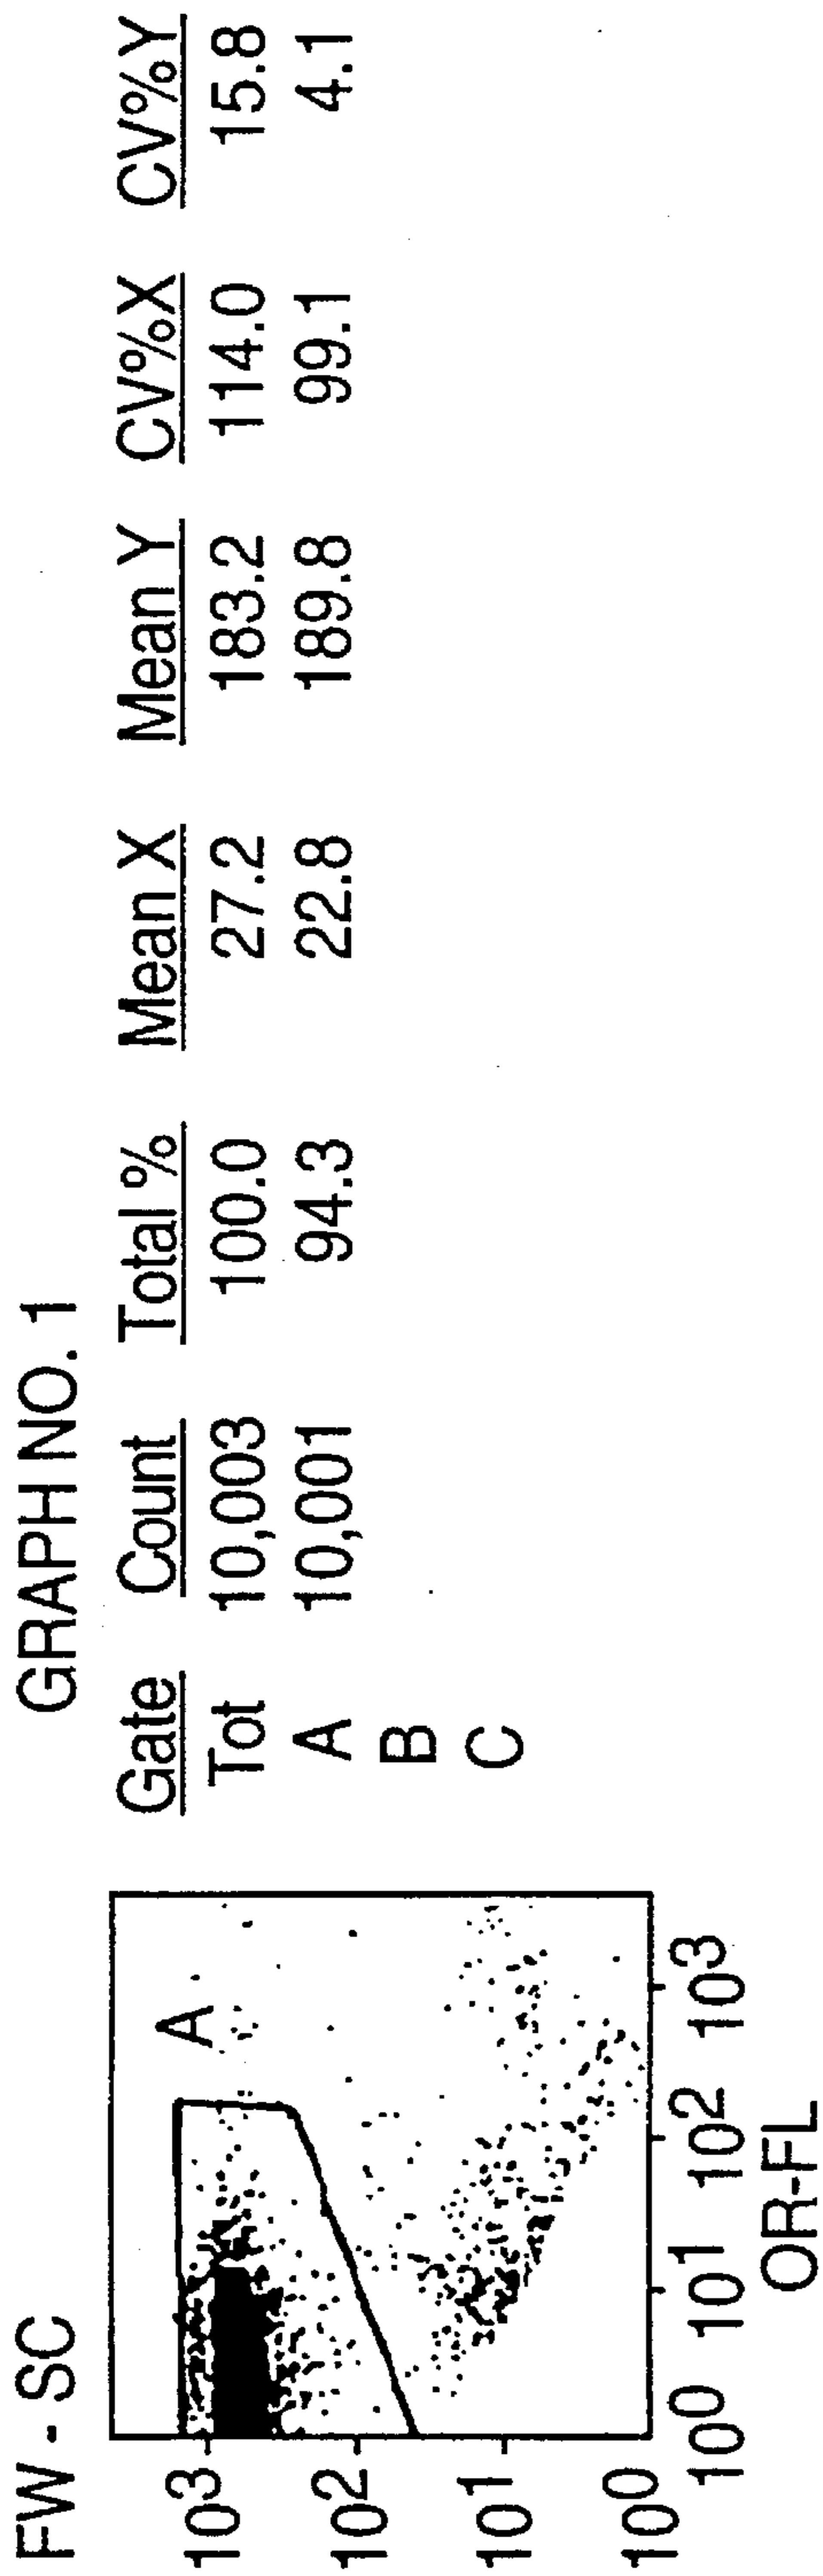 GRAPH NO. 1
FW - SC
Gate Count Total % Mean X Mean Y CV%X CV%Y
Tot 10,003 100.0 27.2 183.2 114.0 15.8
A 10,001 94.3 22.8 189.8 99.1 4.1
B
C
A
10³
10²
10¹
10⁰
10⁰ 10¹ 10² 10³
OR-FL